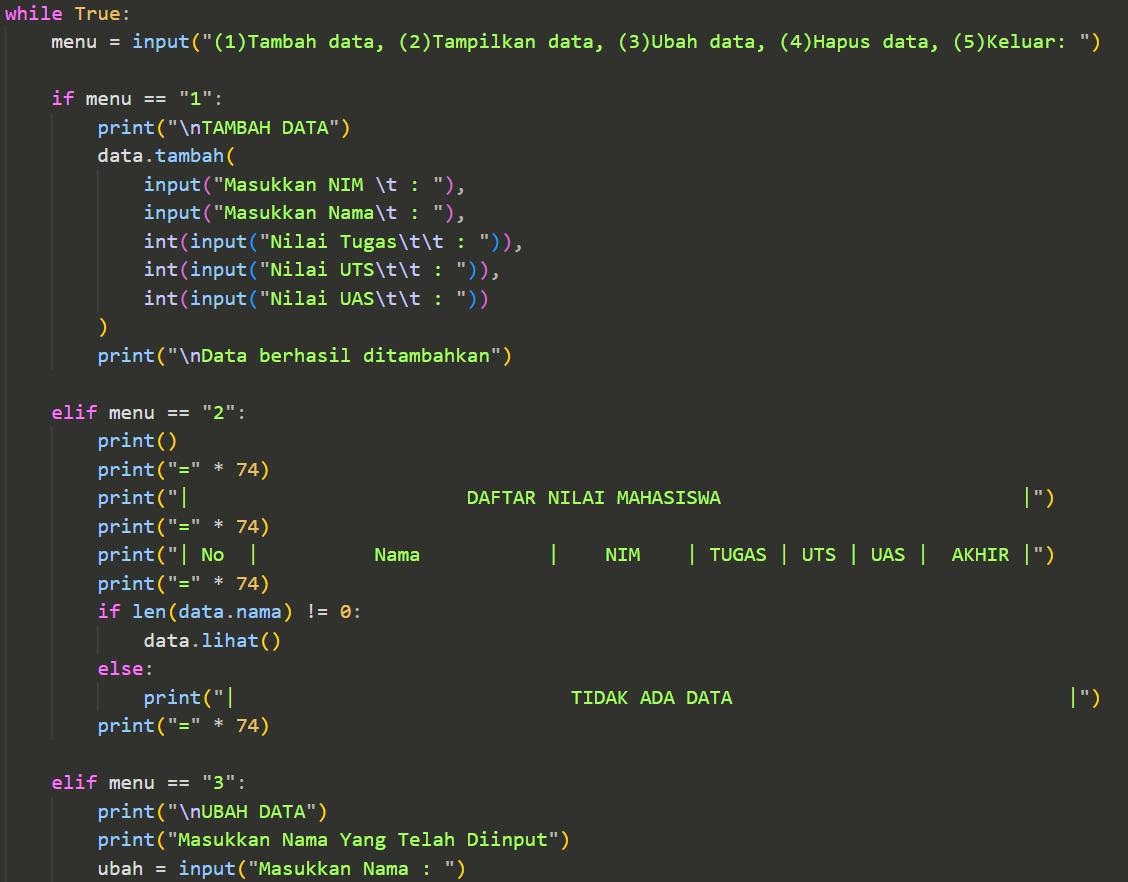 while True:
    menu = input("(1)Tambah data, (2)Tampilkan data, (3)Ubah data, (4)Hapus data, (5)Keluar: ")

    if menu == "1":
        print("\nTAMBAH DATA")
        data.tambah(
            input("Masukkan NIM \t : "),
            input("Masukkan Nama\t : "),
            int(input("Nilai Tugas\t\t : ")),
            int(input("Nilai UTS\t\t : ")),
            int(input("Nilai UAS\t\t : "))
        )
        print("\nData berhasil ditambahkan")

    elif menu == "2":
        print()
        print("=" * 74)
        print("|                        DAFTAR NILAI MAHASISWA                          |")
        print("=" * 74)
        print("| No  |          Nama           |    NIM    | TUGAS | UTS | UAS |  AKHIR |")
        print("=" * 74)
        if len(data.nama) != 0:
            data.lihat()
        else:
            print("|                             TIDAK ADA DATA                             |")
        print("=" * 74)

    elif menu == "3":
        print("\nUBAH DATA")
        print("Masukkan Nama Yang Telah Diinput")
        ubah = input("Masukkan Nama : ")